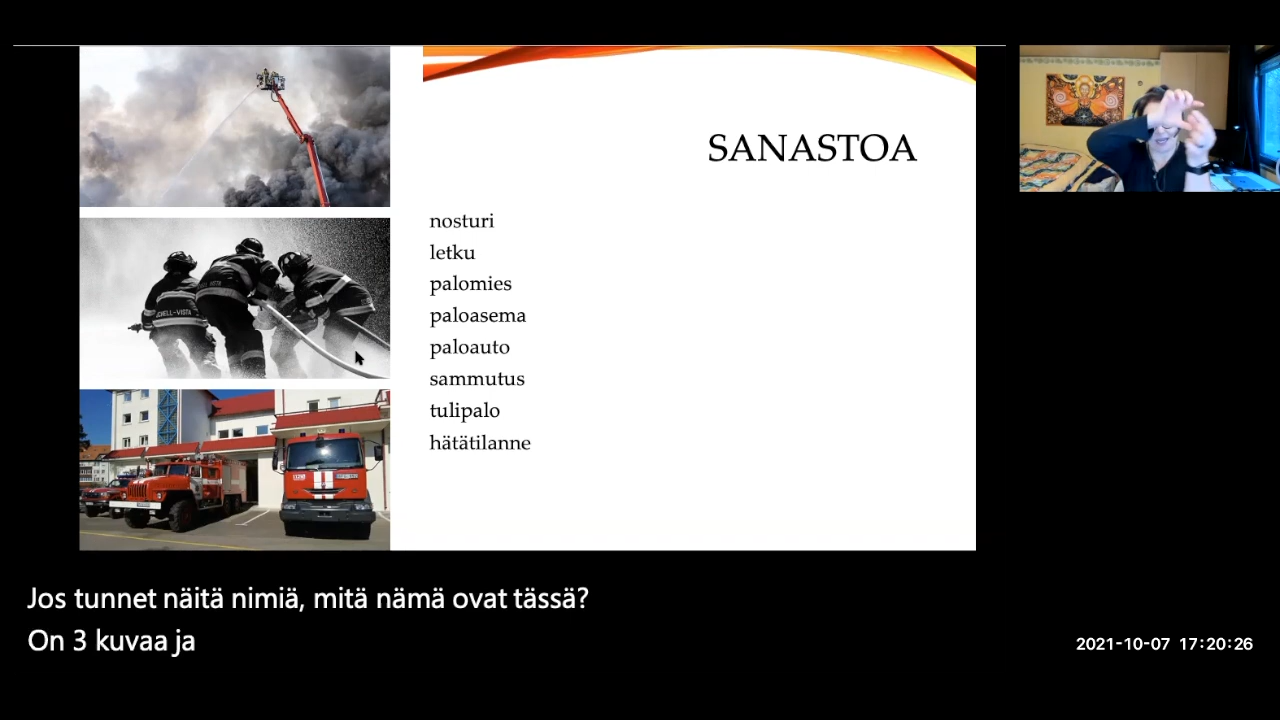 SANASTOA
nosturi
letku
palomies
paloasema
paloauto
sammutus
tulipalo
hätätilanne
Jos tunnet näitä nimiä, mitä nämä ovat tässä?
On 3 kuvaa ja
2021-10-07 17:20:26